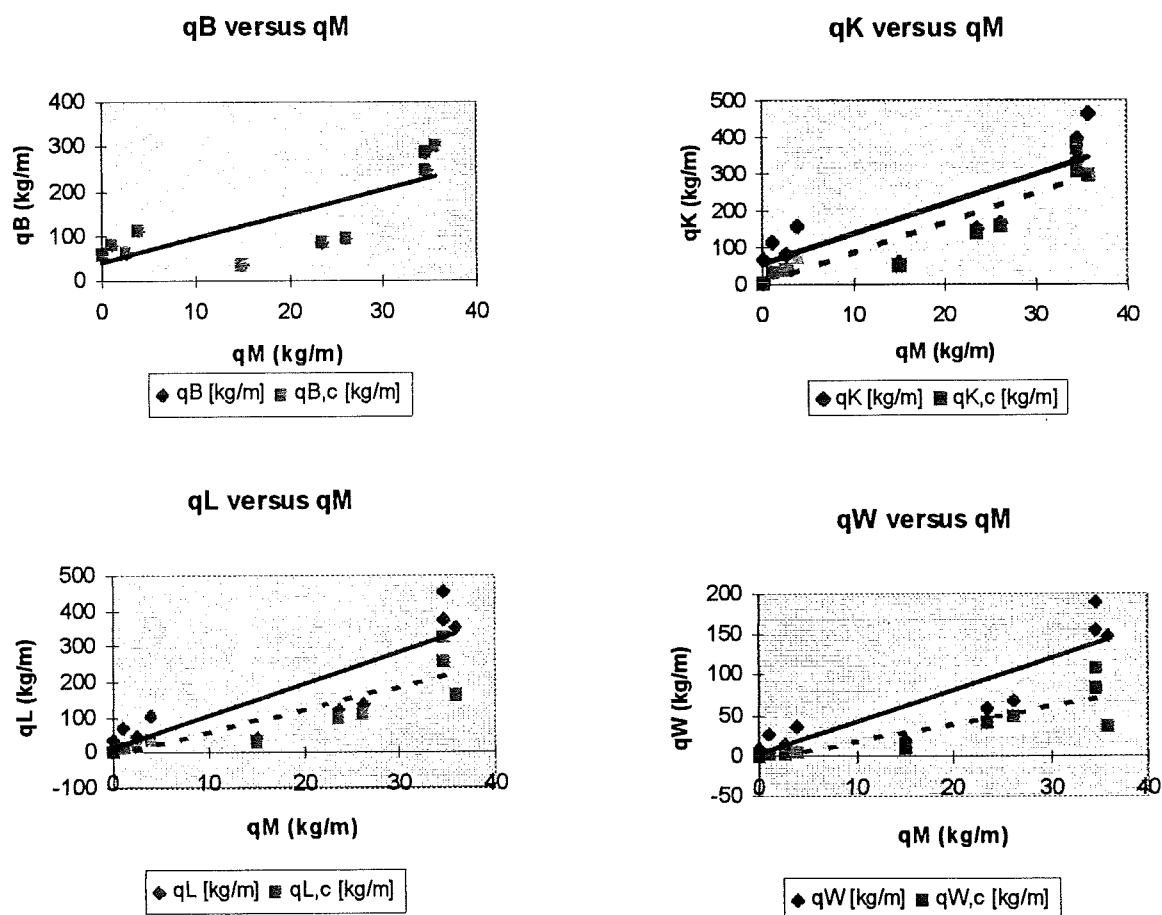 qB versus qM
400
300
200
100
0
qB (kg/m)
0 10 20 30 40
qM (kg/m)
qB [kg/m] qB,c [kg/m]
qK versus qM
500
400
300
200
100
0
qK (kg/m)
0 10 20 30 40
qM (kg/m)
qK [kg/m] qK,c [kg/m]
qL versus qM
500
400
300
200
100
0
-100
qL (kg/m)
0 10 20 30 40
qM (kg/m)
qL [kg/m] qL,c [kg/m]
qW versus qM
200
150
100
50
0
-50
qW (kg/m)
0 10 20 30 40
qM (kg/m)
qW [kg/m] qW,c [kg/m]